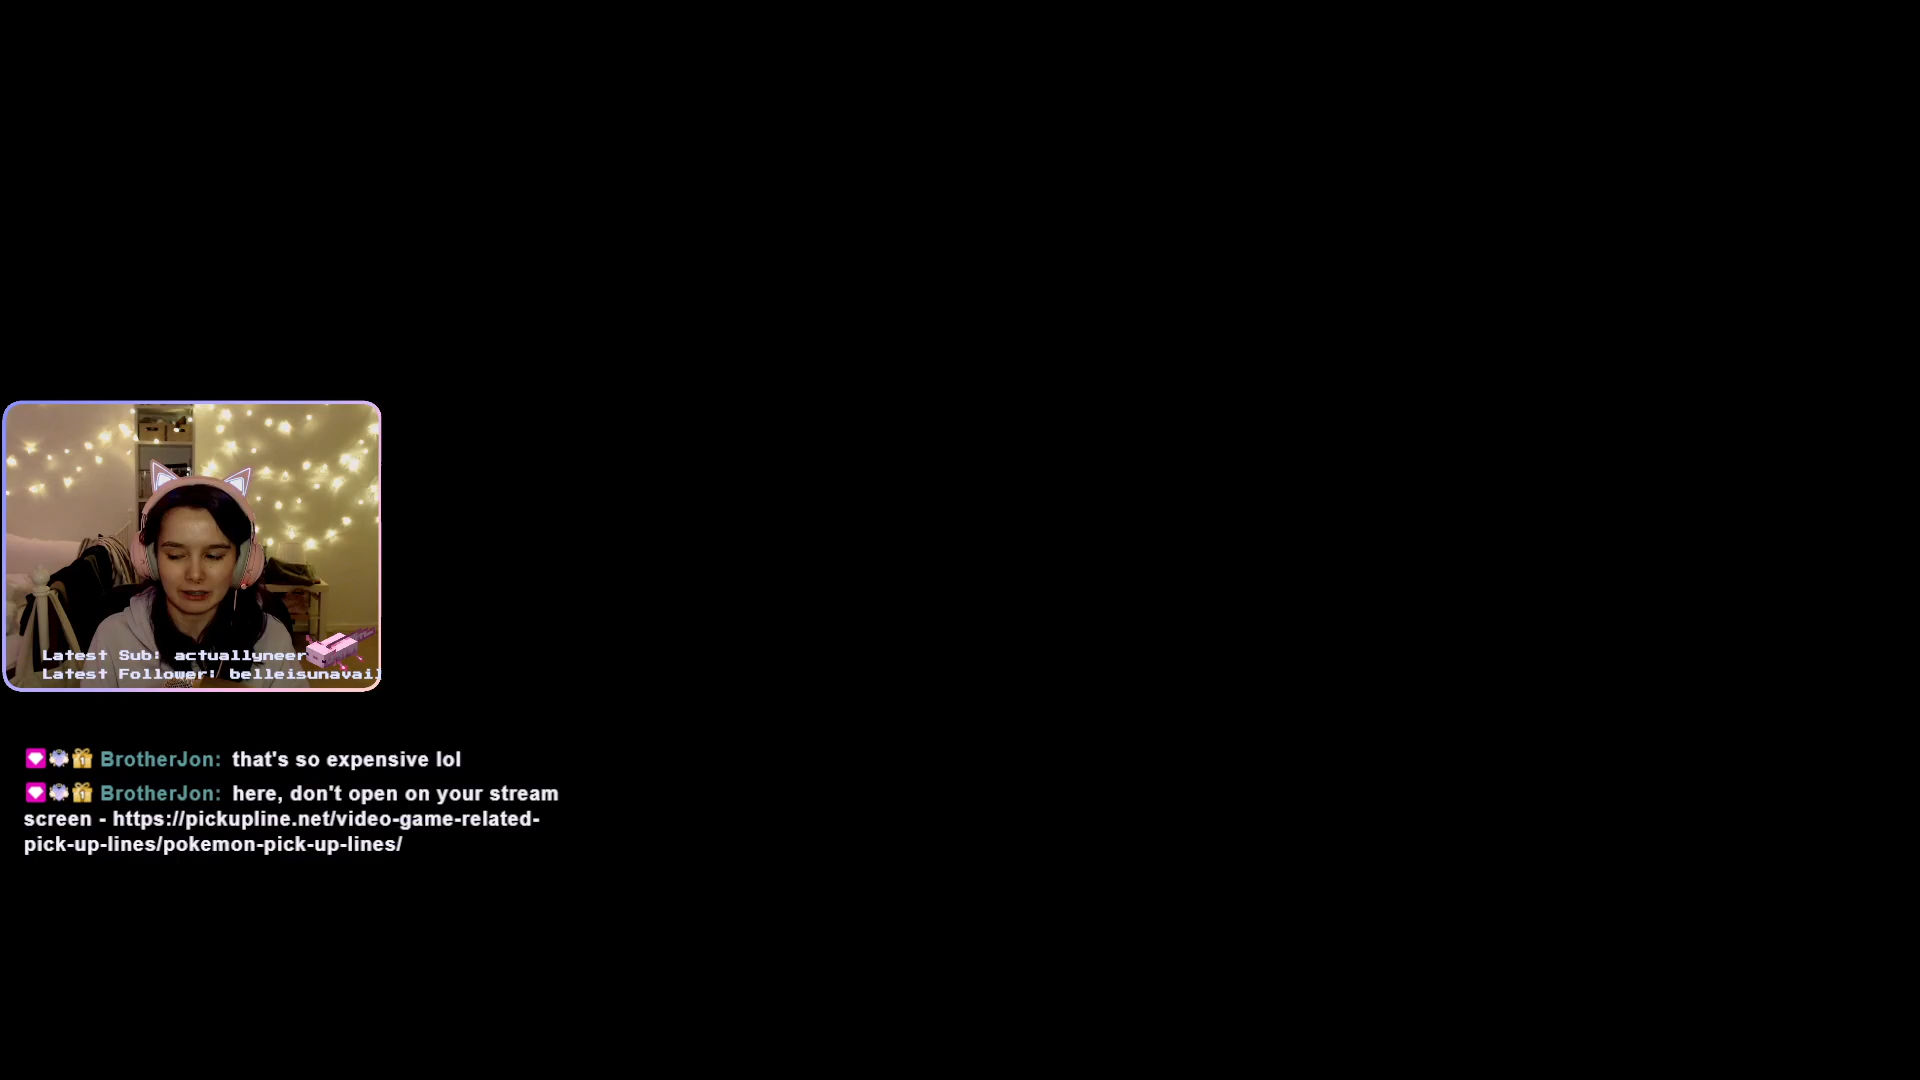 Latest Sub: actuallyneer
Latest Follower: belleisunavail
BrotherJon: that's so expensive lol
BrotherJon: here, don't open on your stream
screen - https://pickupline.net/video-game-related-
pick-up-lines/pokemon-pick-up-lines/